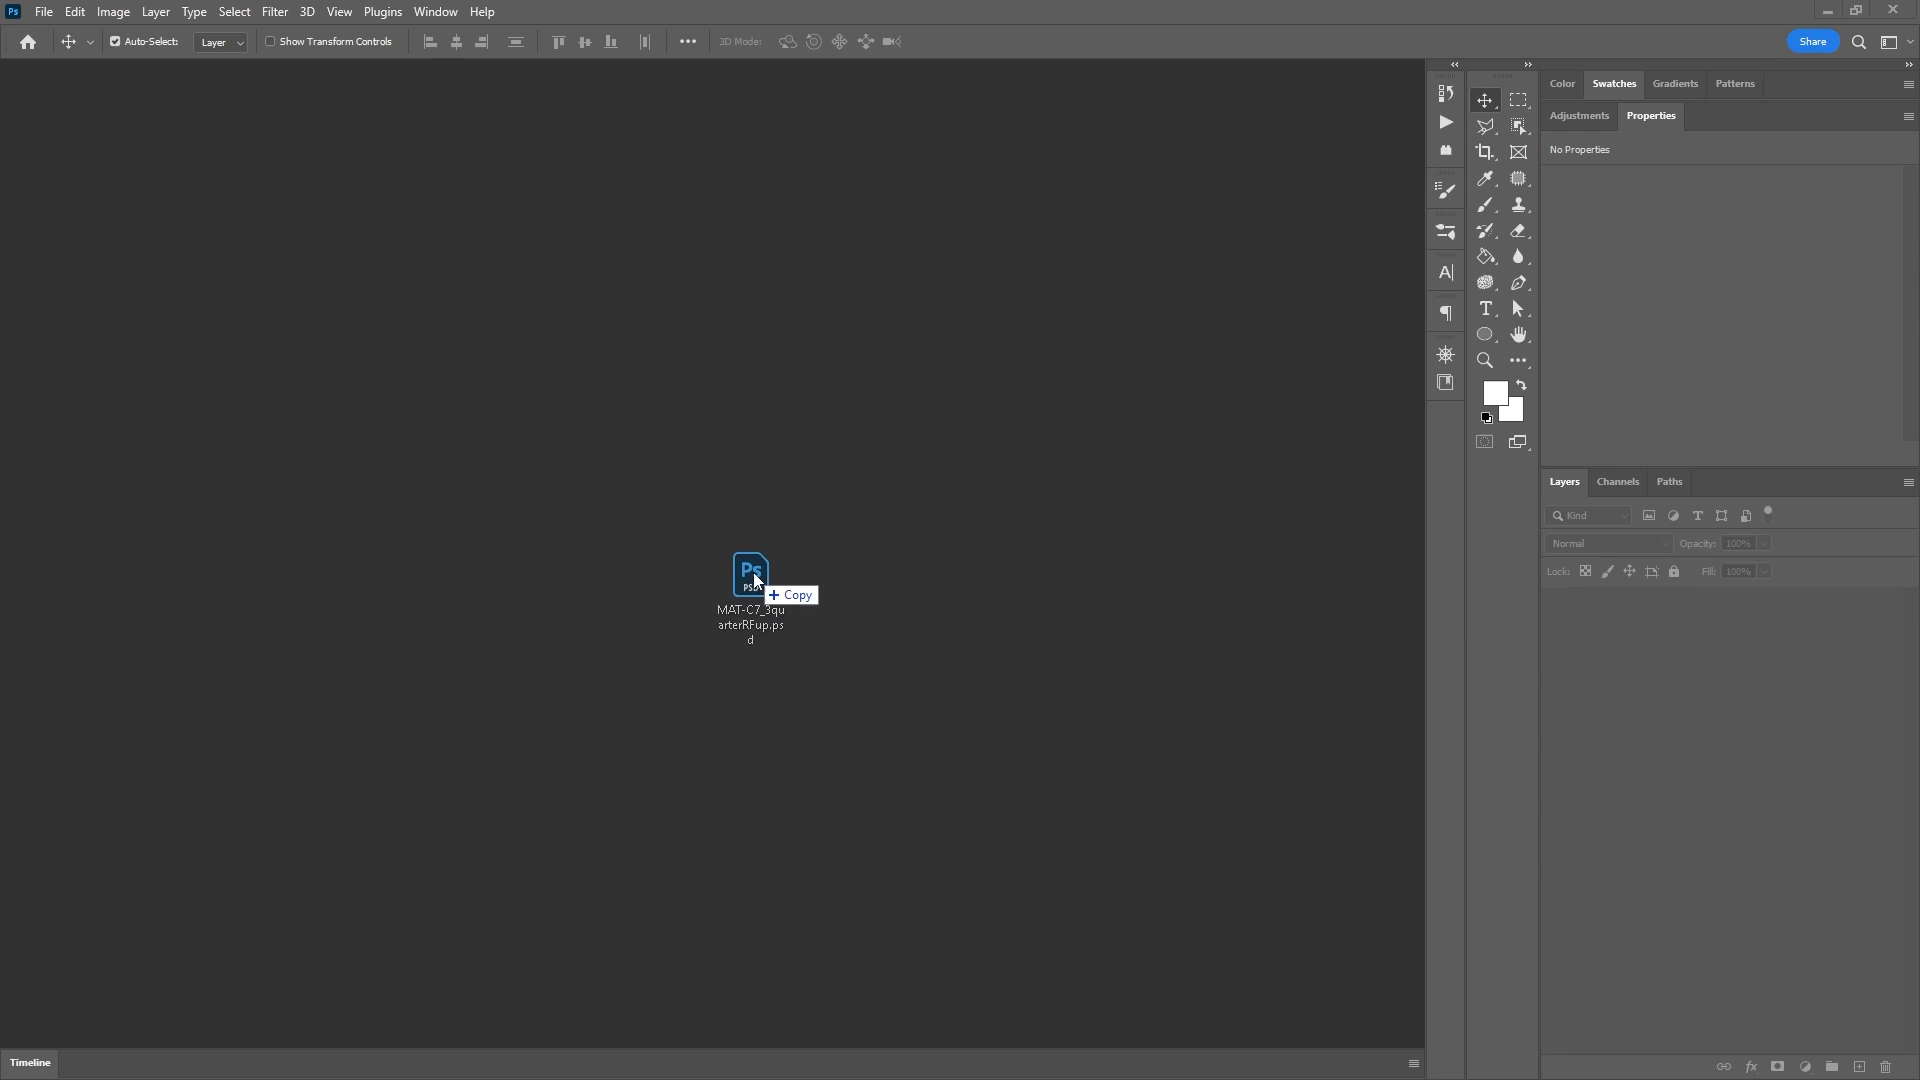 Ps File Edit Image Layer Type Select Filter 3D View Plugins Window Help
Auto-Select: Layer Show Transform Controls 3D Mode: Share
Color Swatches Gradients Patterns
Adjustments Properties
No Properties
Layers Channels Paths
Kind
Normal Opacity: 100%
Lock: Fill: 100%
Ps
PSD
Copy
MAT-C7_3qu
arterRFup.ps
d
Timeline